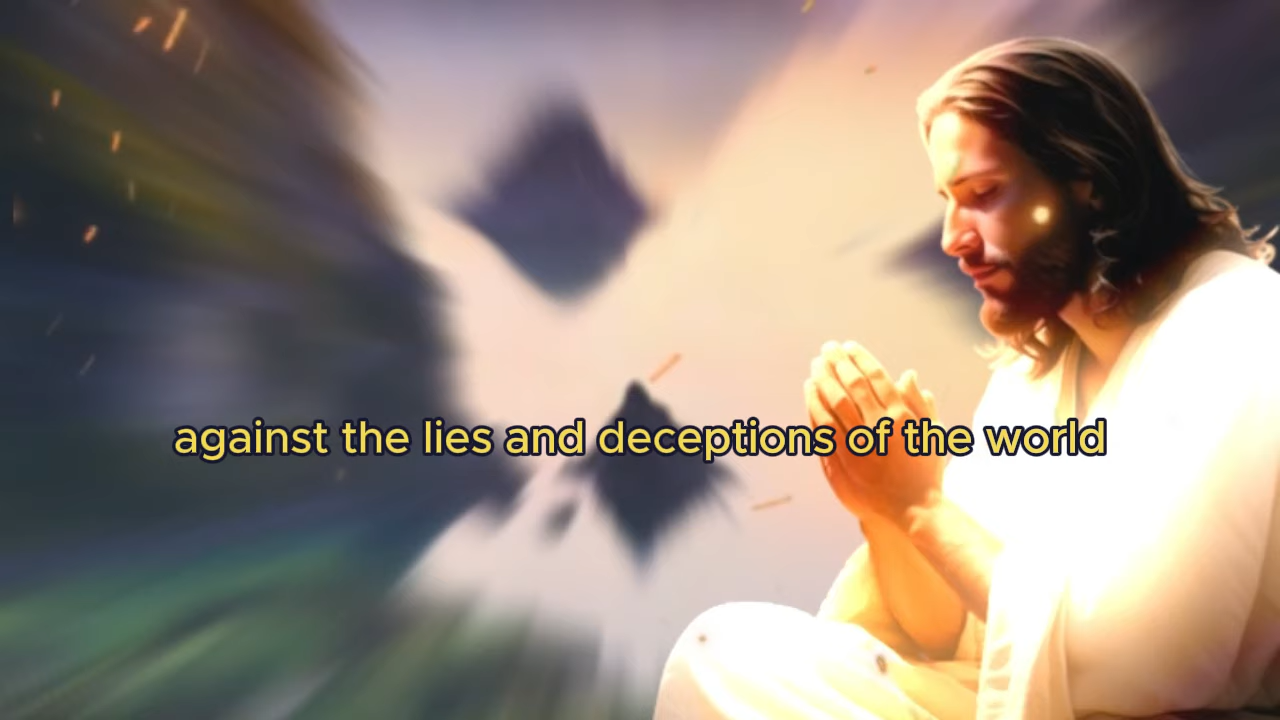 against the lies and deceptions of the world